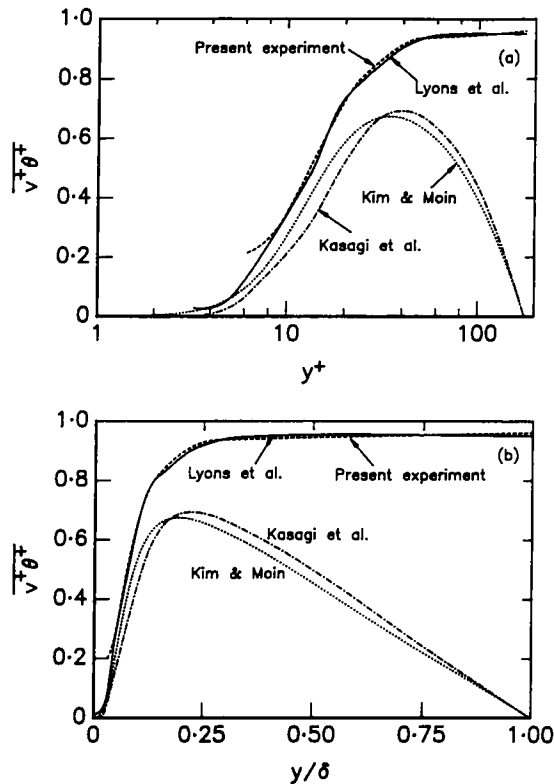 1·0
(a)
Present experiment
0·8
Lyons et al.
0·6
v⁺θ⁺
Kim & Moin
0·4
Kasagi et al.
0·2
0
1
10
100
y⁺
1·0
(b)
0·8
Lyons et al.
Present experiment
0·6
Kasagi et al.
v⁺θ⁺
Kim & Moin
0·4
0·2
0
0
0·25
0·50
0·75
1·00
y/δ